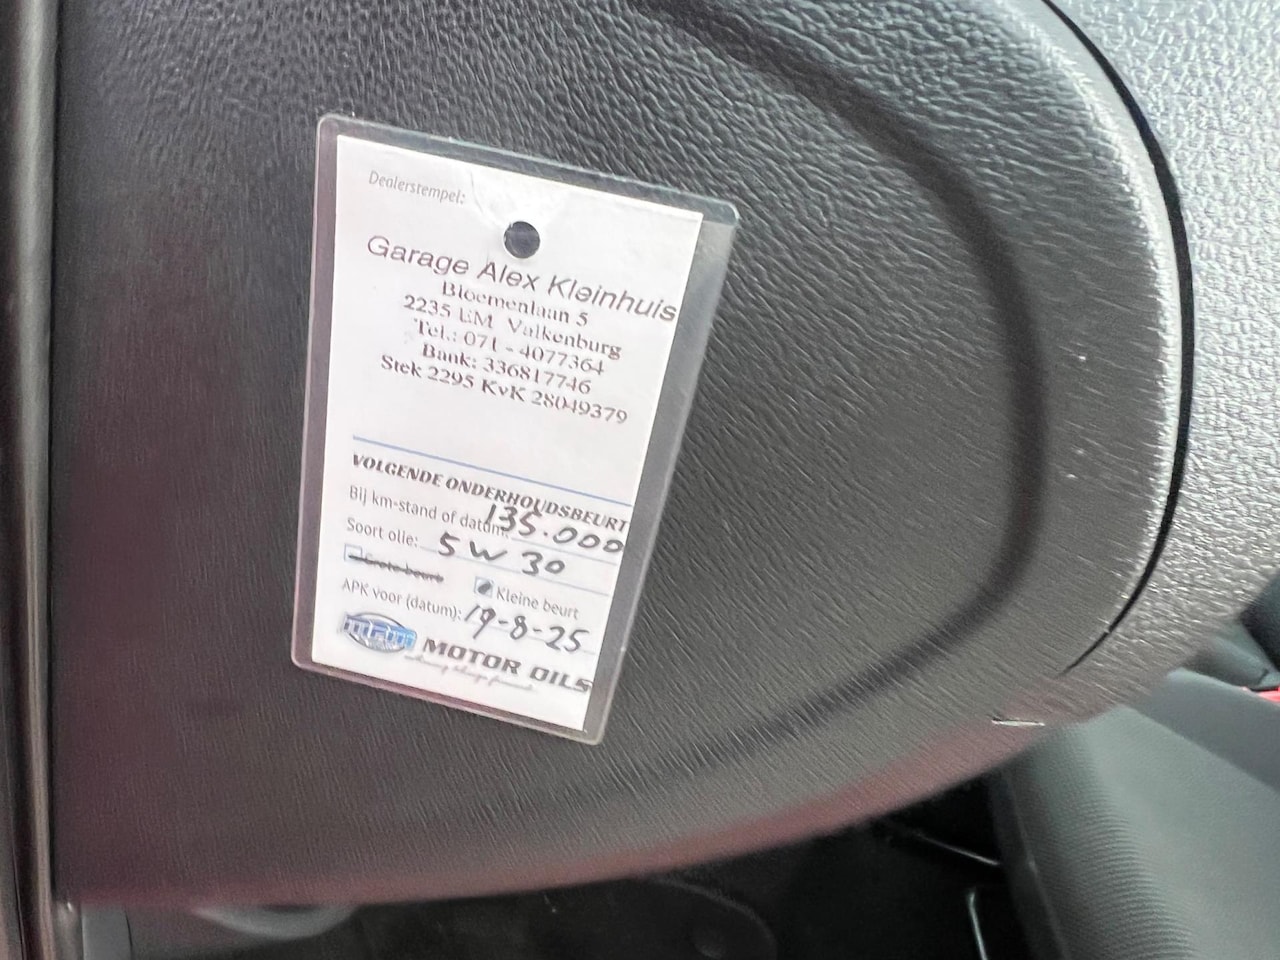 Dealerstempel:
Garage Alex Kleinhuis
Bloemenlaan 5
2235 EM Valkenburg
Tel.: 071 - 4077364
Bank: 336817746
Stek 2295 KvK 28049379
VOLGENDE ONDERHOUDSBEURT
Bij km-stand of datum: 135.000
Soort olie: 5W30
Grote beurt
Kleine beurt
APK voor (datum): 19-8-25
MPM MOTOR OILS